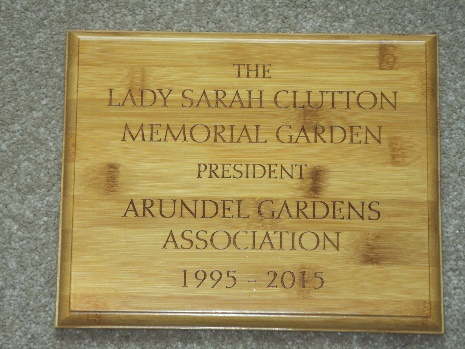 THE
LADY SARAH CLUTTON
MEMORIAL GARDEN
PRESIDENT
ARUNDEL GARDENS
ASSOCIATION
1995 - 2015